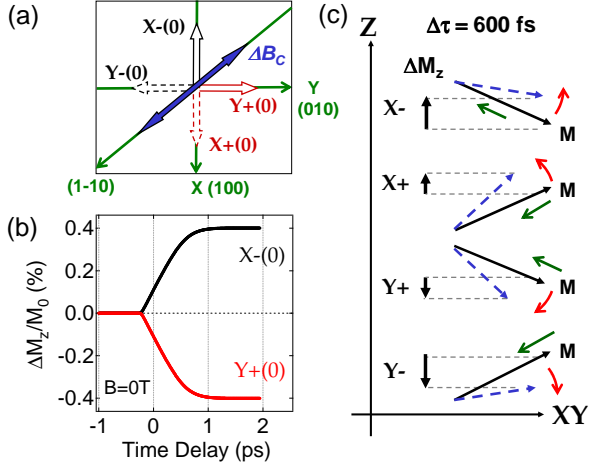 (a)
X-(0)
ΔB_C
Y-(0)
Y
(010)
Y+(0)
X+(0)
(1-10)
X (100)
(b)
ΔM_z/M_0 (%)
0.4
0.2
0.0
-0.2
-0.4
X-(0)
Y+(0)
B=0T
-1
0
1
2
Time Delay (ps)
(c)
Δτ = 600 fs
Z
ΔM_z
X-
M
X+
M
Y+
M
Y-
M
XY